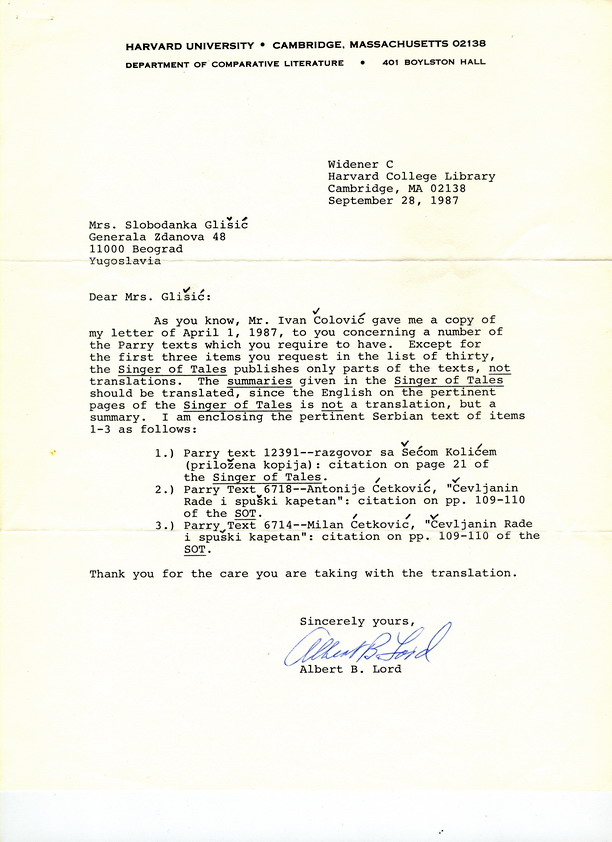 HARVARD UNIVERSITY • CAMBRIDGE, MASSACHUSETTS 02138
DEPARTMENT OF COMPARATIVE LITERATURE • 401 BOYLSTON HALL
Widener C
Harvard College Library
Cambridge, MA 02138
September 28, 1987
Mrs. Slobodanka Glišić
Generala Zdanova 48
11000 Beograd
Yugoslavia
Dear Mrs. Glišić:
As you know, Mr. Ivan Čolović gave me a copy of
my letter of April 1, 1987, to you concerning a number of
the Parry texts which you require to have. Except for
the first three items you request in the list of thirty,
the Singer of Tales publishes only parts of the texts, not
translations. The summaries given in the Singer of Tales
should be translated, since the English on the pertinent
pages of the Singer of Tales is not a translation, but a
summary. I am enclosing the pertinent Serbian text of items
1-3 as follows:
1.) Parry text 12391--razgovor sa Šećom Kolićem
(priložena kopija): citation on page 21 of
the Singer of Tales.
2.) Parry Text 6718--Antonije Ćetković, "Čevljanin
Rade i spuški kapetan": citation on pp. 109-110
of the SOT.
3.) Parry Text 6714--Milan Ćetković, "Čevljanin Rade
i spuški kapetan": citation on pp. 109-110 of the
SOT.
Thank you for the care you are taking with the translation.
Sincerely yours,
Albert B. Lord
Albert B. Lord